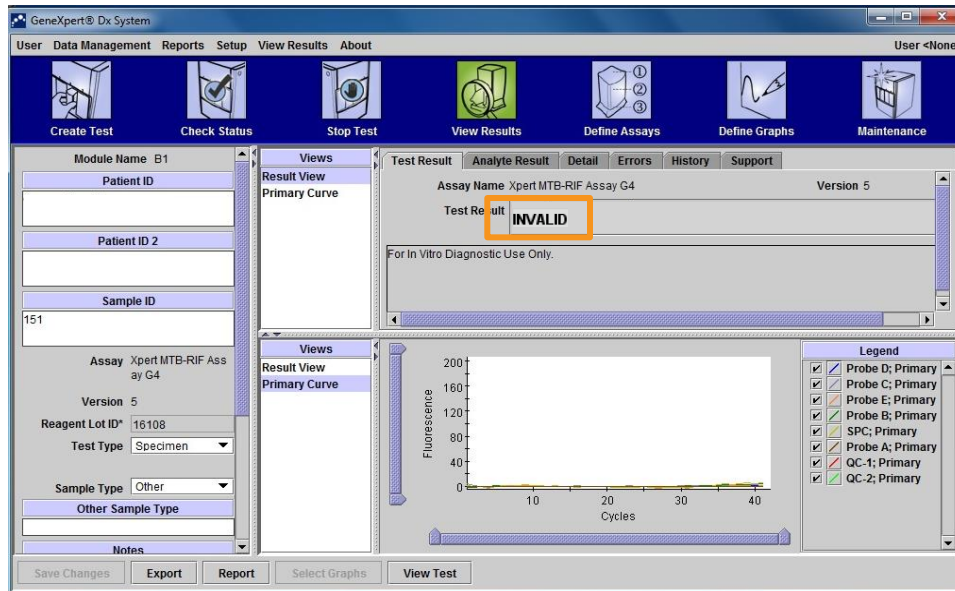 GeneXpert® Dx System
User Data Management Reports Setup View Results About User <None
Create Test Check Status Stop Test View Results Define Assays Define Graphs Maintenance
1
2
3
Module Name B1
Patient ID
Patient ID 2
Sample ID
151
Assay Xpert MTB-RIF Ass
ay G4
Version 5
Reagent Lot ID* 16108
Test Type Specimen
Sample Type Other
Other Sample Type
Notes
Views
Result View
Primary Curve
Test Result Analyte Result Detail Errors History Support
Assay Name Xpert MTB-RIF Assay G4 Version 5
Test Result INVALID
For In Vitro Diagnostic Use Only.
Views
Result View
Primary Curve
Fluorescence
200
160
120
80
40
0
10 20 30 40
Cycles
Legend
Probe D; Primary
Probe C; Primary
Probe E; Primary
Probe B; Primary
SPC; Primary
Probe A; Primary
QC-1; Primary
QC-2; Primary
Save Changes Export Report Select Graphs View Test